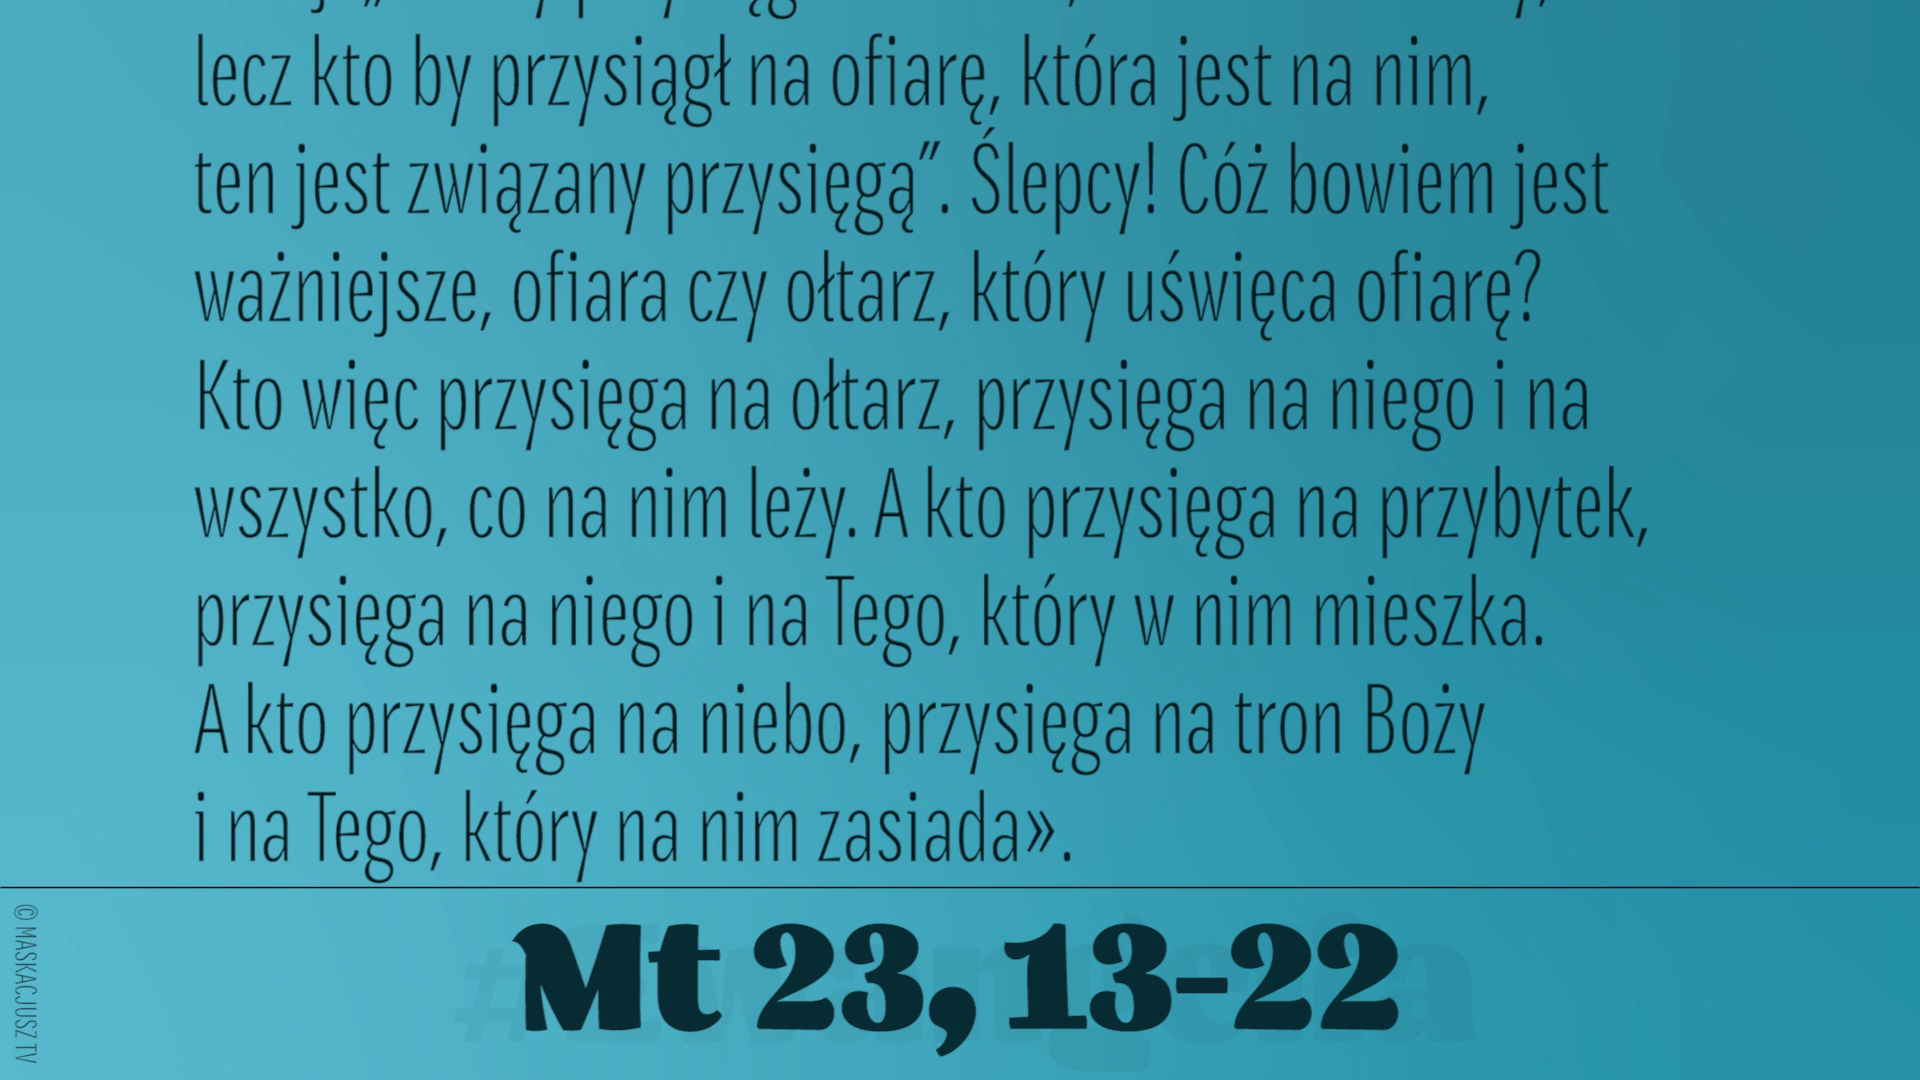 lecz kto by przysiągł na ofiarę, która jest na nim,
ten jest związany przysięgą”. Ślepcy! Cóż bowiem jest
ważniejsze, ofiara czy ołtarz, który uświęca ofiarę?
Kto więc przysięga na ołtarz, przysięga na niego i na
wszystko, co na nim leży. A kto przysięga na przybytek,
przysięga na niego i na Tego, który w nim mieszka.
A kto przysięga na niebo, przysięga na tron Boży
i na Tego, który na nim zasiada».
Mt 23, 13-22
© MASKACJUSZ TV